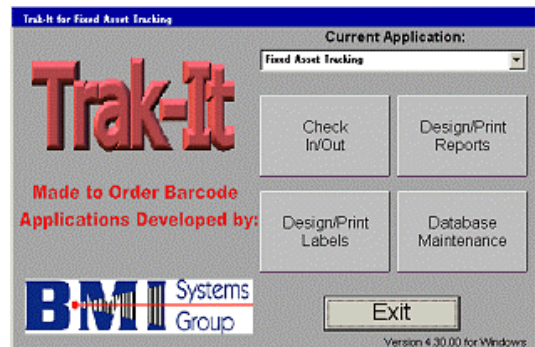 Trak-It for Fixed Asset Tracking
Current Application:
Fixed Asset Tracking
Trak-It
Check
In/Out
Design/Print
Reports
Made to Order Barcode
Applications Developed by:
Design/Print
Labels
Database
Maintenance
BMI Systems
Group
Exit
Version 4.30.00 for Windows